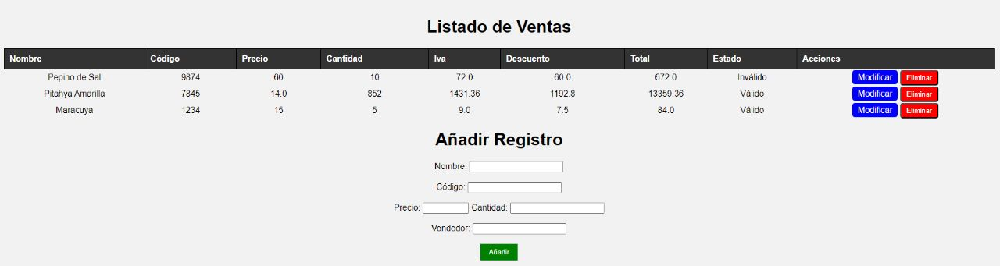 Listado de Ventas
Nombre Código Precio Cantidad Iva Descuento Total Estado Acciones
Pepino de Sal 9874 60 10 72.0 60.0 672.0 Inválido Modificar Eliminar
Pitahya Amarilla 7845 14.0 852 1431.36 1192.8 13359.36 Válido Modificar Eliminar
Maracuya 1234 15 5 9.0 7.5 84.0 Válido Modificar Eliminar
Añadir Registro
Nombre:
Código:
Precio: Cantidad:
Vendedor:
Añadir